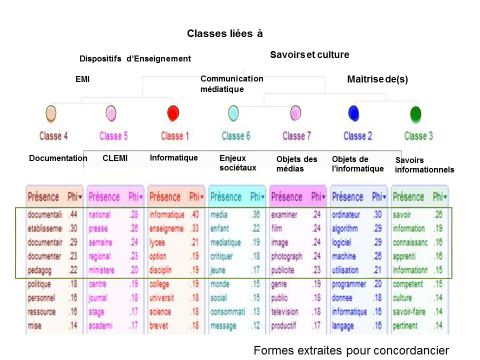 Classes liées à
Dispositifs d'Enseignement
Savoirs et culture
EMI
Communication médiatique
Maîtrise de(s)
Classe 4 Classe 5 Classe 1 Classe 6 Classe 7 Classe 2 Classe 3
Documentation CLEMI Informatique Enjeux sociétaux Objets des médias Objets de l'informatique Savoirs informationnels
Présence Phi Présence Phi Présence Phi Présence Phi Présence Phi Présence Phi Présence Phi
documentali .44 national .28 informatique .40 media .36 examiner .24 ordinateur .30 savoir .26
etablisseme .30 presse .26 enseigneme .33 enfant .22 film .24 algorithm .29 information .19
documentair .29 semaine .24 lycee .21 mediatique .19 image .24 logiciel .29 connaissanc .16
documenter .23 regional .23 option .19 critiquer .18 photograph .24 machine .26 apprenti .16
pedagog .22 ministere .20 disciplin .19 jeune .17 publicite .23 utilisation .21 information .15
politique .18 centre .19 college .19 monde .15 genre .19 programmer .20 competent .15
personnel .16 journal .18 universit .18 social .15 public .18 donnee .18 culture .14
ressource .16 stage .17 science .18 consommati .13 television .18 informatique .16 savoir-faire .14
mise .14 academi .17 brevet .18 message .12 productif .17 langage .16 pertinent .14
Formes extraites pour concordancier